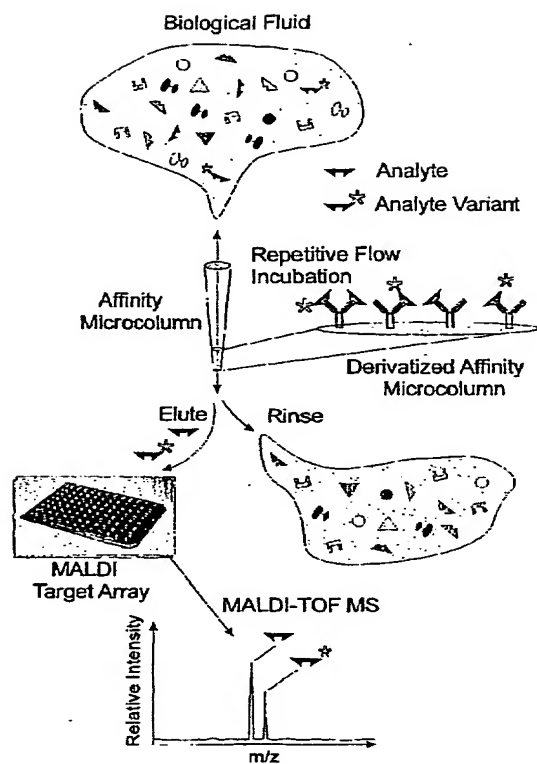 Biological Fluid
Analyte
Analyte Variant
Repetitive Flow
Incubation
Affinity
Microcolumn
Derivatized Affinity
Microcolumn
Elute
Rinse
MALDI
Target Array
MALDI-TOF MS
Relative Intensity
m/z